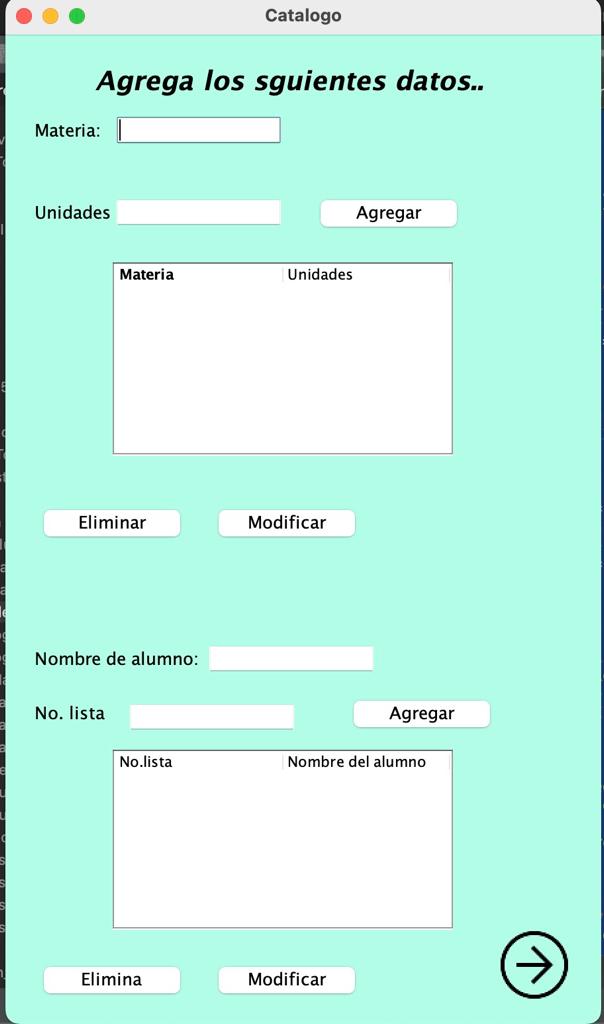 Catalogo
Agrega los sguientes datos..
Materia:
Unidades
Agregar
Materia
Unidades
Eliminar
Modificar
Nombre de alumno:
No. lista
Agregar
No.lista
Nombre del alumno
Elimina
Modificar